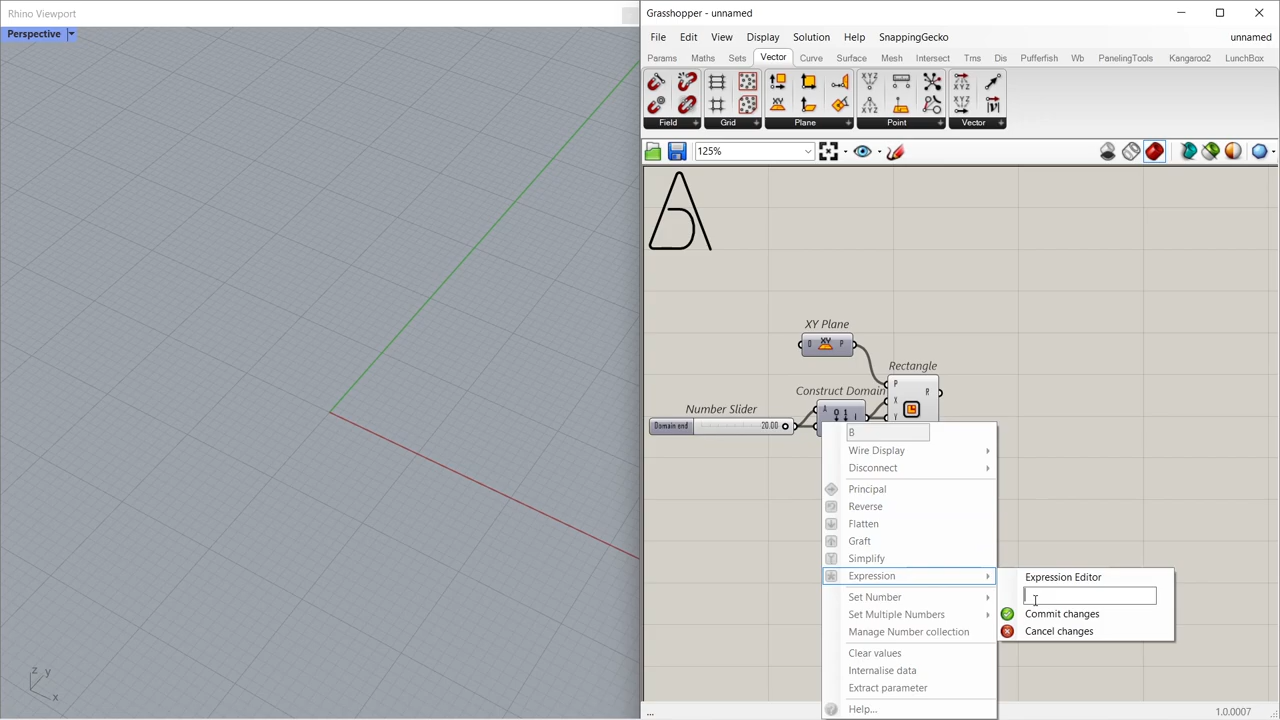 Rhino Viewport
Perspective
z
y
x
Grasshopper - unnamed
File Edit View Display Solution Help SnappingGecko unnamed
Params Maths Sets Vector Curve Surface Mesh Intersect Trns Dis Pufferfish Wb PanelingTools Kangaroo2 LunchBox
Field Grid Plane Point Vector
125%
XY Plane
O XY P
Rectangle
P
X
Y
R
Construct Domain
A
I
Number Slider
Domain end 20.00
B
Wire Display
Disconnect
Principal
Reverse
Flatten
Graft
Simplify
Expression
Set Number
Set Multiple Numbers
Manage Number collection
Clear values
Internalise data
Extract parameter
Help...
Expression Editor
Commit changes
Cancel changes
...
1.0.0007